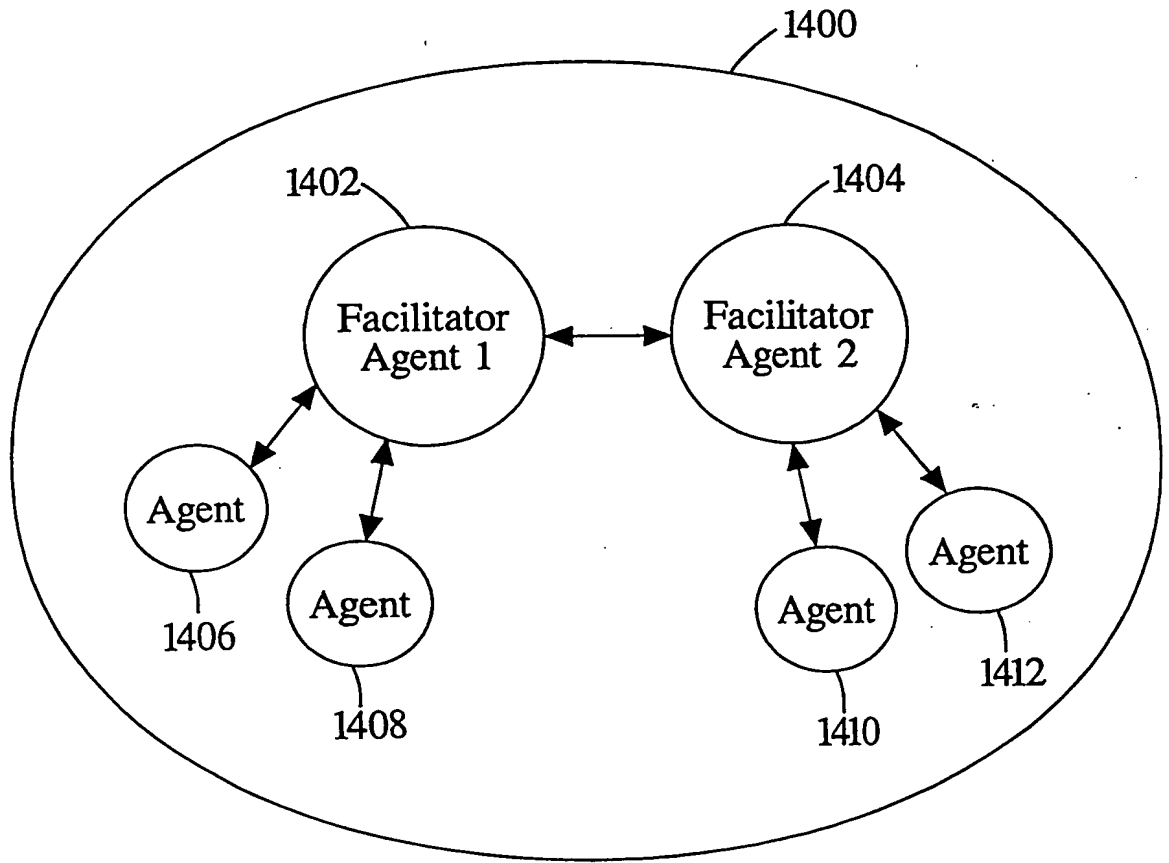 1400
1402
1404
Facilitator
Agent 1
Facilitator
Agent 2
Agent
1406
Agent
1408
Agent
1410
Agent
1412